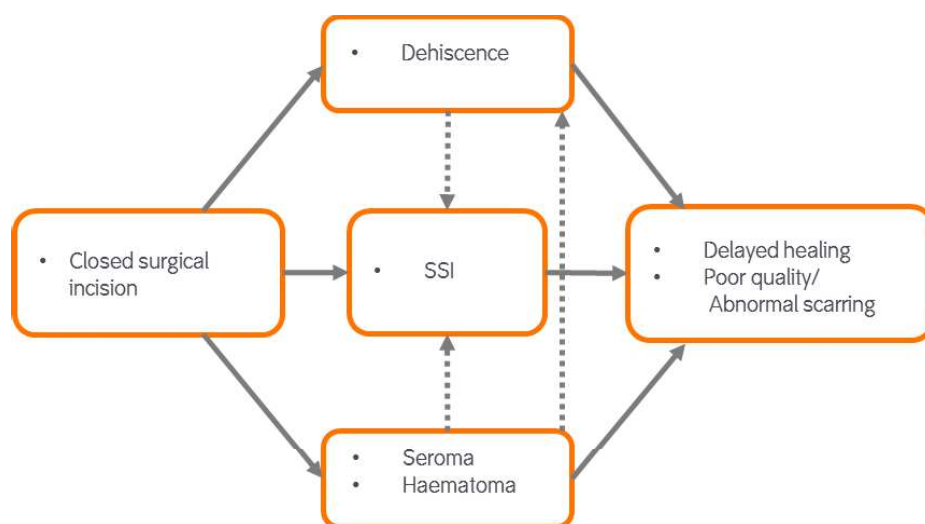 • Dehiscence
• Closed surgical
incision
• SSI
• Delayed healing
• Poor quality/
Abnormal scarring
• Seroma
• Haematoma